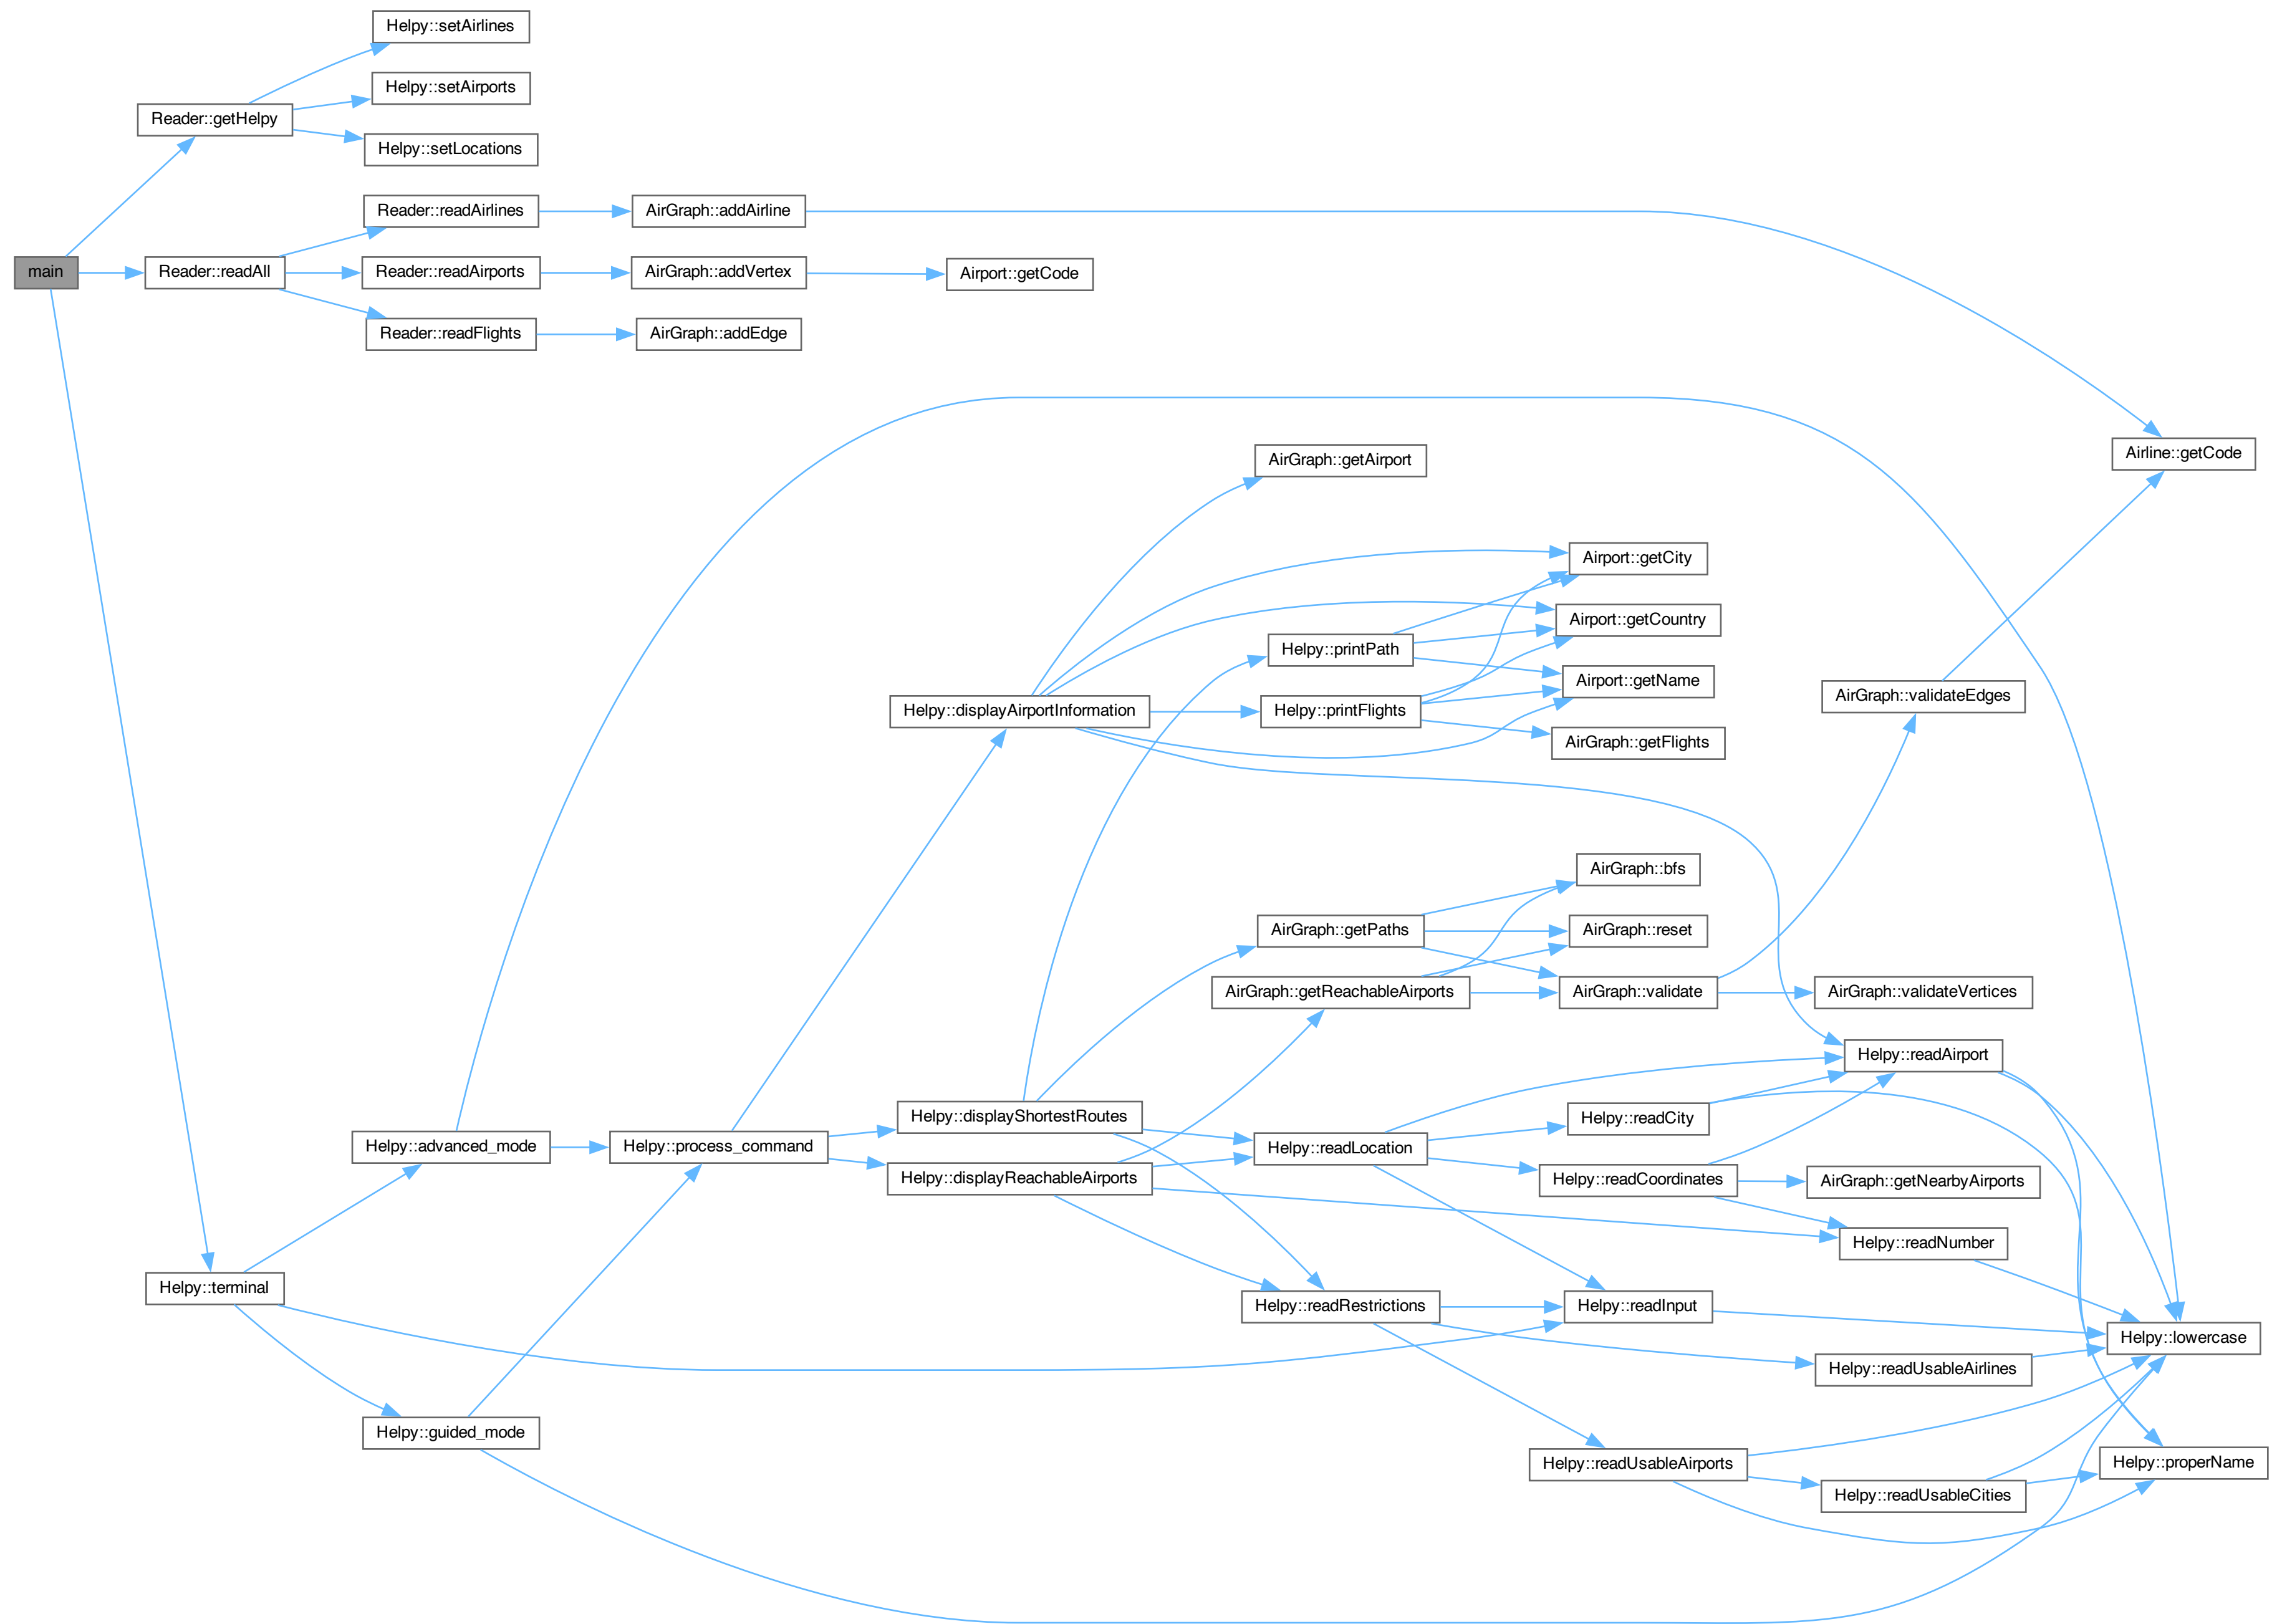 Helpy::setAirlines
Helpy::setAirports
Reader::getHelpy
Helpy::setLocations
Reader::readAirlines
AirGraph::addAirline
main
Reader::readAll
Reader::readAirports
AirGraph::addVertex
Airport::getCode
Reader::readFlights
AirGraph::addEdge
Airline::getCode
AirGraph::getAirport
Airport::getCity
Airport::getCountry
Helpy::printPath
Airport::getName
AirGraph::validateEdges
Helpy::displayAirportInformation
Helpy::printFlights
AirGraph::getFlights
AirGraph::bfs
AirGraph::getPaths
AirGraph::reset
AirGraph::getReachableAirports
AirGraph::validate
AirGraph::validateVertices
Helpy::readAirport
Helpy::displayShortestRoutes
Helpy::readCity
Helpy::advanced_mode
Helpy::process_command
Helpy::readLocation
Helpy::displayReachableAirports
Helpy::readCoordinates
AirGraph::getNearbyAirports
Helpy::readNumber
Helpy::terminal
Helpy::readRestrictions
Helpy::readInput
Helpy::lowercase
Helpy::readUsableAirlines
Helpy::guided_mode
Helpy::readUsableAirports
Helpy::properName
Helpy::readUsableCities